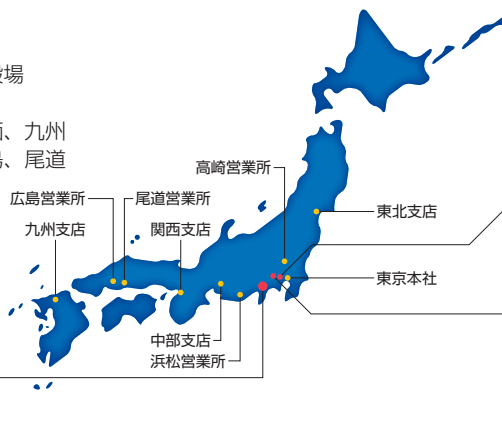 場
、九州
、尾道
高崎営業所
広島営業所
尾道営業所
東北支店
九州支店
関西支店
東京本社
中部支店
浜松営業所